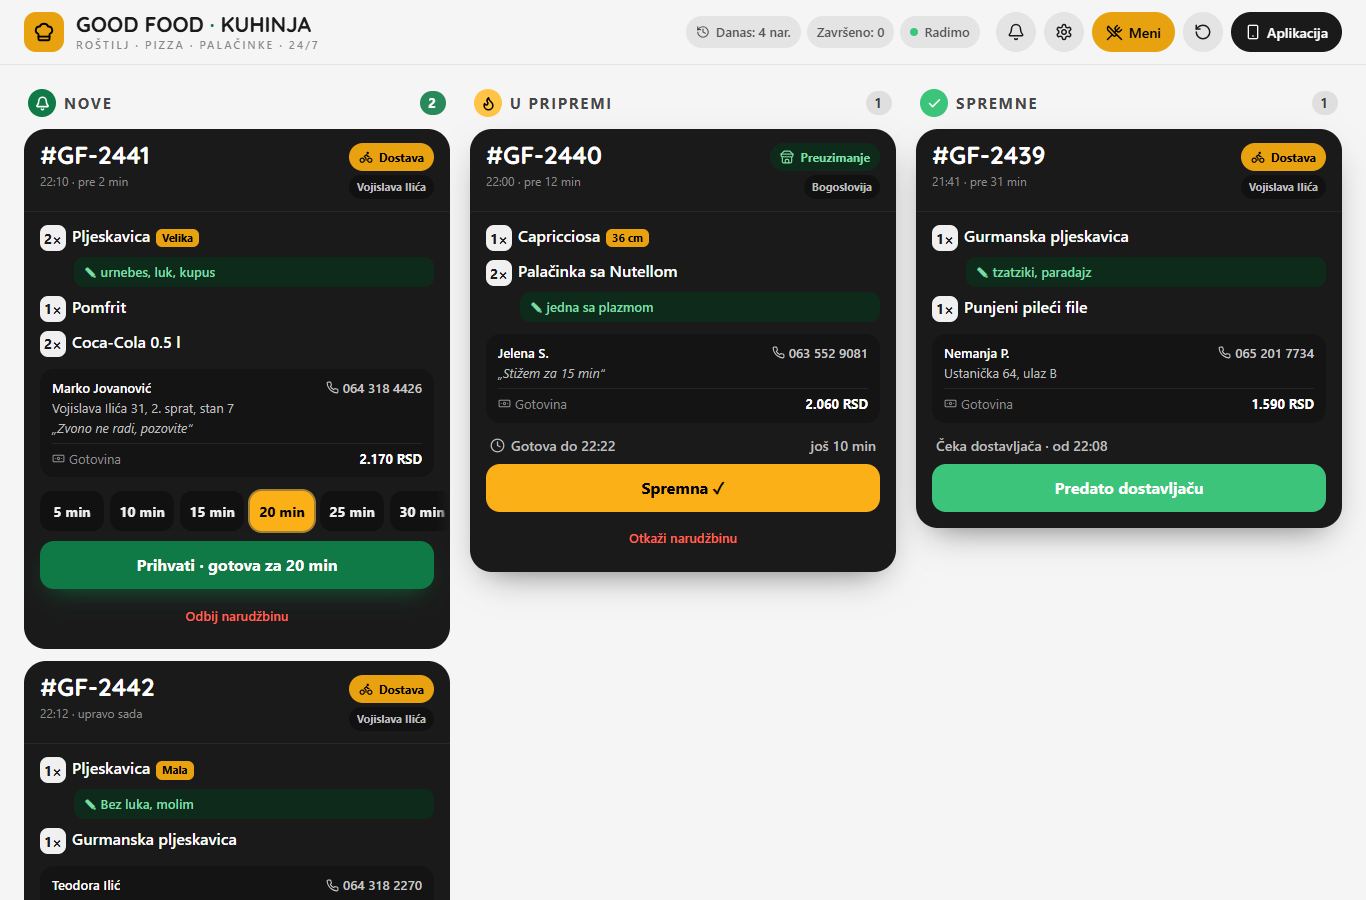 GOOD FOOD · KUHINJA
ROŠTILJ · PIZZA · PALAČINKE · 24/7
Danas: 4 nar.
Završeno: 0
Radimo
Meni
Aplikacija
NOVE
2
#GF-2441
Dostava
22:10 · pre 2 min
Vojislava Ilića
2× Pljeskavica Velika
urnebes, luk, kupus
1× Pomfrit
2× Coca-Cola 0.5 l
Marko Jovanović 064 318 4426
Vojislava Ilića 31, 2. sprat, stan 7
„Zvono ne radi, pozovite“
Gotovina 2.170 RSD
5 min 10 min 15 min 20 min 25 min 30 min
Prihvati · gotova za 20 min
Odbij narudžbinu
#GF-2442
Dostava
22:12 · upravo sada
Vojislava Ilića
1× Pljeskavica Mala
Bez luka, molim
1× Gurmanska pljeskavica
Teodora Ilić 064 318 2270
U PRIPREMI
1
#GF-2440
Preuzimanje
22:00 · pre 12 min
Bogoslovija
1× Capricciosa 36 cm
2× Palačinka sa Nutellom
jedna sa plazmom
Jelena S. 063 552 9081
„Stižem za 15 min“
Gotovina 2.060 RSD
Gotova do 22:22 još 10 min
Spremna ✓
Otkaži narudžbinu
SPREMNE
1
#GF-2439
Dostava
21:41 · pre 31 min
Vojislava Ilića
1× Gurmanska pljeskavica
tzatziki, paradajz
1× Punjeni pileći file
Nemanja P. 065 201 7734
Ustanička 64, ulaz B
Gotovina 1.590 RSD
Čeka dostavljača · od 22:08
Predato dostavljaču